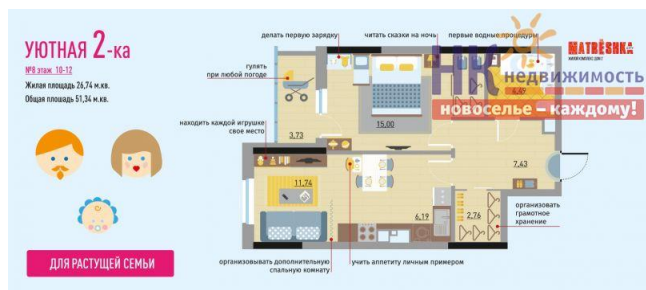 УЮТНАЯ 2-ка
№8 этаж 10-12
Жилая площадь 26,74 м.кв.
Общая площадь 51,34 м.кв.
ДЛЯ РАСТУЩЕЙ СЕМЬИ
делать первую зарядку
читать сказки на ночь
первые водные процедуры
гулять
при любой погоде
находить каждой игрушке
свое место
3.73
15.00
11.74
6.19
2.76
7.43
организовать
грамотное
хранение
организовывать дополнительную
спальную комнату
учить аппетиту личным примером
MATRЁSHKA
НК
недвижимость
новоселье – каждому!